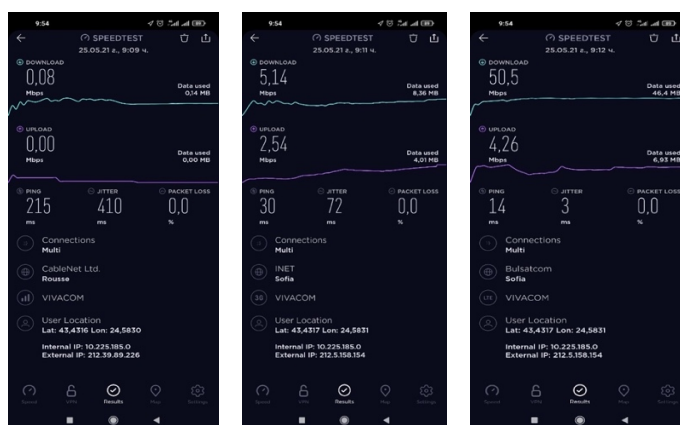 9:54
SPEEDTEST
25.05.21 г., 9:09 ч.
DOWNLOAD
0,08
Mbps
Data used
0,14 MB
UPLOAD
0,00
Mbps
Data used
0,00 MB
PING
JITTER
PACKET LOSS
215
410
0,0
ms
ms
%
Connections
Multi
CableNet Ltd.
Rousse
VIVACOM
User Location
Lat: 43,4316 Lon: 24,5830
Internal IP: 10.225.185.0
External IP: 212.39.89.226
Speed
VPN
Results
Map
Settings
9:54
SPEEDTEST
25.05.21 г., 9:11 ч.
DOWNLOAD
5,14
Mbps
Data used
8,36 MB
UPLOAD
2,54
Mbps
Data used
4,01 MB
PING
JITTER
PACKET LOSS
30
72
0,0
ms
ms
%
Connections
Multi
INET
Sofia
3G
VIVACOM
User Location
Lat: 43,4317 Lon: 24,5831
Internal IP: 10.225.185.0
External IP: 212.5.158.154
Speed
VPN
Results
Map
Settings
9:54
SPEEDTEST
25.05.21 г., 9:12 ч.
DOWNLOAD
50,5
Mbps
Data used
46,4 MB
UPLOAD
4,26
Mbps
Data used
6,93 MB
PING
JITTER
PACKET LOSS
14
3
0,0
ms
ms
%
Connections
Multi
Bulsatcom
Sofia
LTE
VIVACOM
User Location
Lat: 43,4317 Lon: 24,5831
Internal IP: 10.225.185.0
External IP: 212.5.158.154
Speed
VPN
Results
Map
Settings